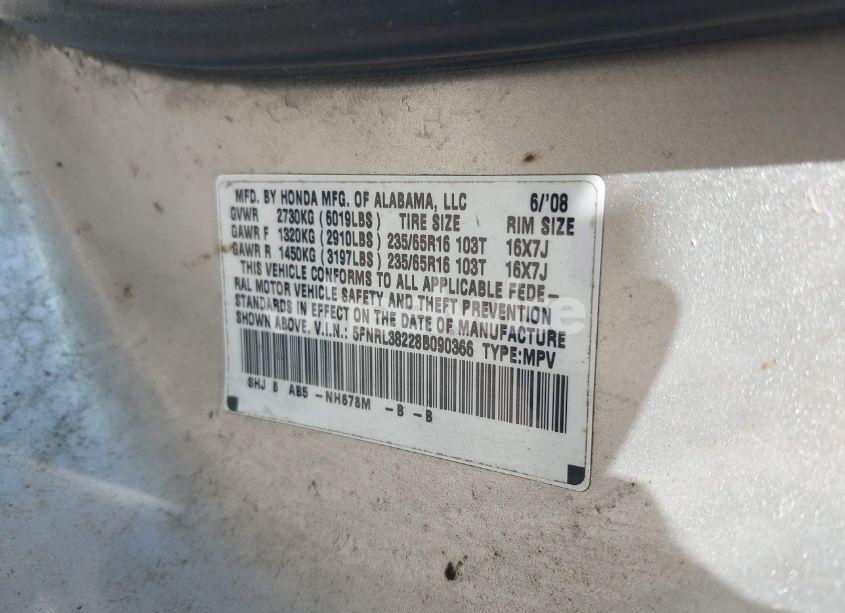 MFD. BY HONDA MFG. OF ALABAMA, LLC 6/'08
GVWR 2730KG (6019LBS) TIRE SIZE RIM SIZE
GAWR F 1320KG (2910LBS) 235/65R16 103T 16X7J
GAWR R 1450KG (3197LBS) 235/65R16 103T 16X7J
THIS VEHICLE CONFORMS TO ALL APPLICABLE FEDE-
RAL MOTOR VEHICLE SAFETY AND THEFT PREVENTION
STANDARDS IN EFFECT ON THE DATE OF MANUFACTURE
SHOWN ABOVE, V.I.N.: 5FNRL38228B090366 TYPE:MPV
SHJ 8 AB5 -NH678M -B -B